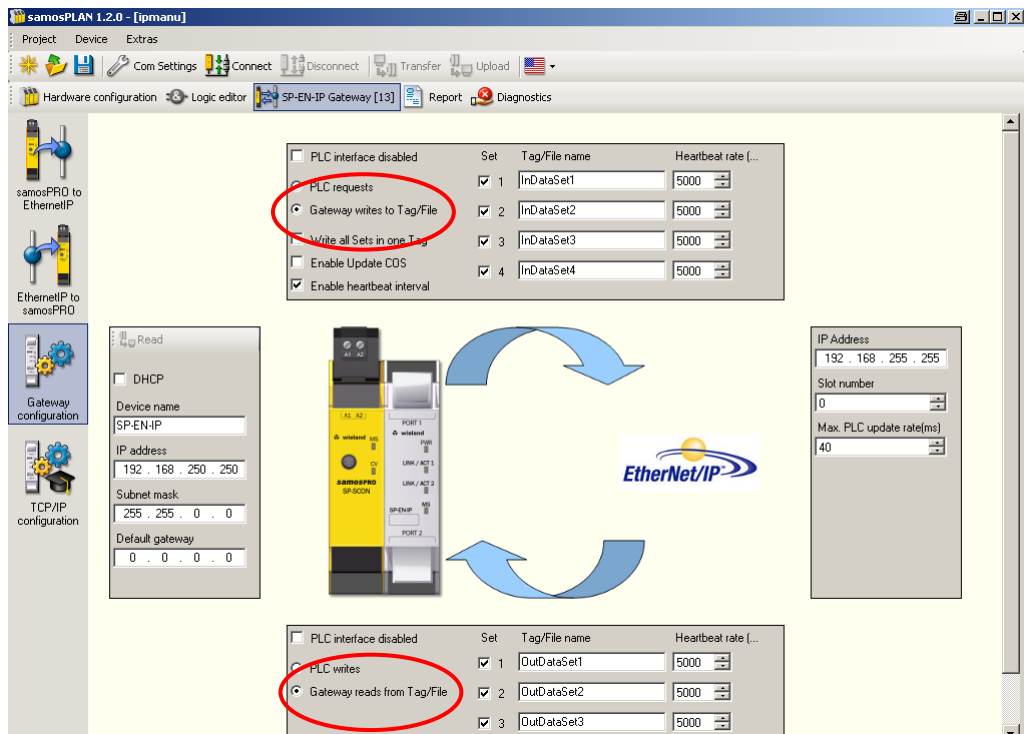 samosPLAN 1.2.0 - [ipmanu]
Project Device Extras
Com Settings Connect Disconnect Transfer Upload
Hardware configuration Logic editor SP-EN-IP Gateway [13] Report Diagnostics
samosPRO to
EthernetIP
EthernetIP to
samosPRO
Gateway
configuration
TCP/IP
configuration
PLC interface disabled Set Tag/File name Heartbeat rate (...
PLC requests 1 InDataSet1 5000
Gateway writes to Tag/File 2 InDataSet2 5000
Write all Sets in one Tag 3 InDataSet3 5000
Enable Update COS 4 InDataSet4 5000
Enable heartbeat interval
Read
DHCP
Device name
SP-EN-IP
IP address
192 . 168 . 250 . 250
Subnet mask
255 . 255 . 0 . 0
Default gateway
0 . 0 . 0 . 0
A1 A2
A1 A2
wieland MS
CV
samosPRO
SP-SCON
PORT 1
wieland
PWR
LINK / ACT 1
LINK / ACT 2
SP-EN-IP MS
PORT 2
EtherNet/IP
IP Address
192 . 168 . 255 . 255
Slot number
0
Max. PLC update rate(ms)
40
PLC interface disabled Set Tag/File name Heartbeat rate (...
PLC writes 1 OutDataSet1 5000
Gateway reads from Tag/File 2 OutDataSet2 5000
3 OutDataSet3 5000